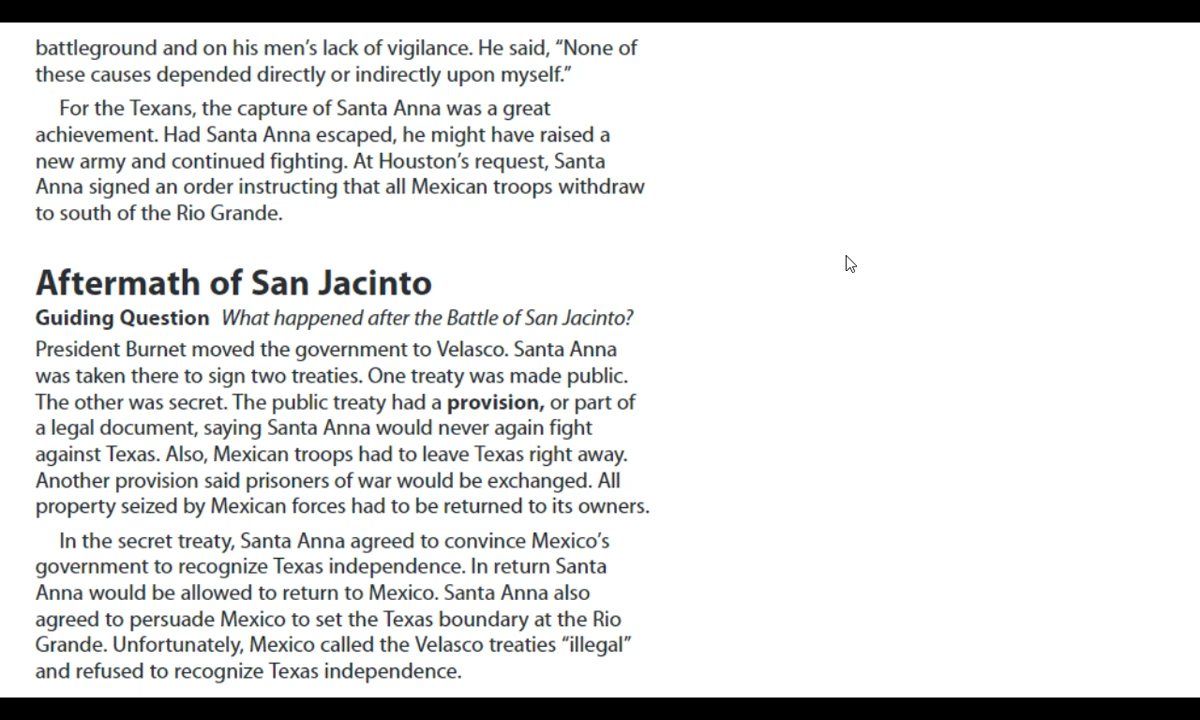 battleground and on his men’s lack of vigilance. He said, “None of
these causes depended directly or indirectly upon myself.”
For the Texans, the capture of Santa Anna was a great
achievement. Had Santa Anna escaped, he might have raised a
new army and continued fighting. At Houston’s request, Santa
Anna signed an order instructing that all Mexican troops withdraw
to south of the Rio Grande.
Aftermath of San Jacinto
Guiding Question What happened after the Battle of San Jacinto?
President Burnet moved the government to Velasco. Santa Anna
was taken there to sign two treaties. One treaty was made public.
The other was secret. The public treaty had a provision, or part of
a legal document, saying Santa Anna would never again fight
against Texas. Also, Mexican troops had to leave Texas right away.
Another provision said prisoners of war would be exchanged. All
property seized by Mexican forces had to be returned to its owners.
In the secret treaty, Santa Anna agreed to convince Mexico’s
government to recognize Texas independence. In return Santa
Anna would be allowed to return to Mexico. Santa Anna also
agreed to persuade Mexico to set the Texas boundary at the Rio
Grande. Unfortunately, Mexico called the Velasco treaties “illegal”
and refused to recognize Texas independence.